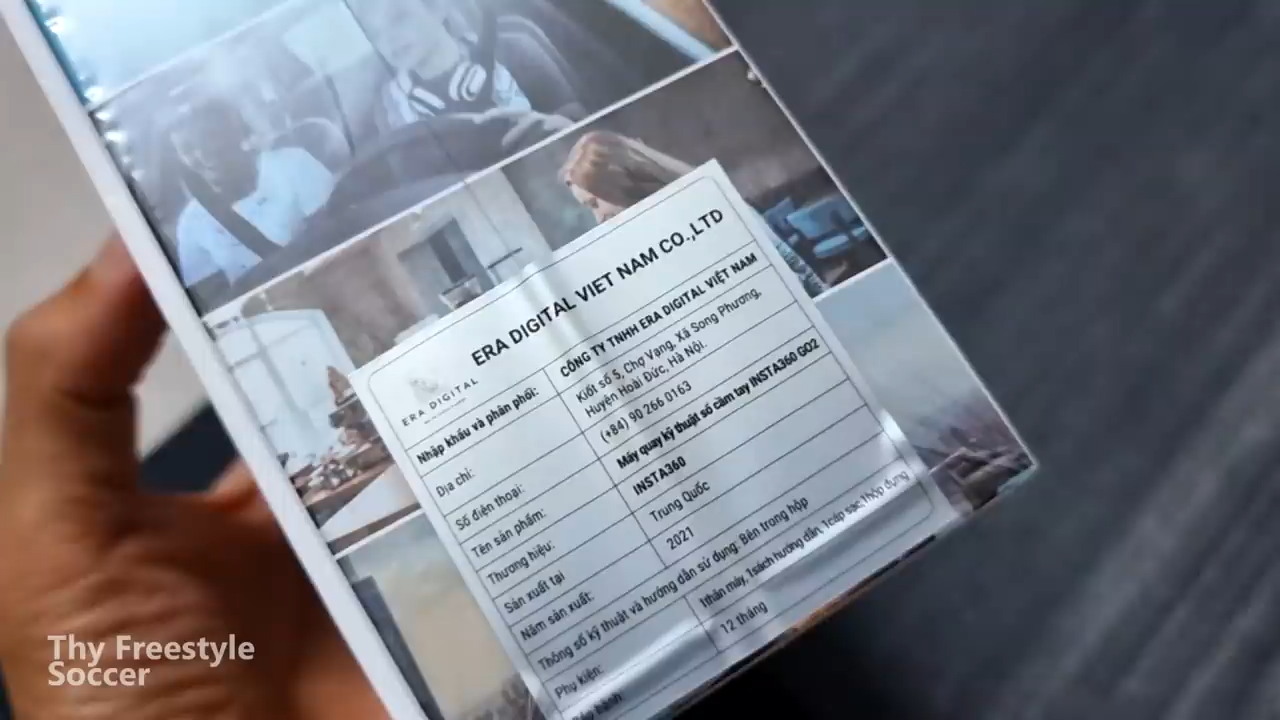 ERA DIGITAL VIET NAM CO.,LTD
ERA DIGITAL
Nhập khẩu và phân phối: CÔNG TY TNHH ERA DIGITAL VIỆT NAM
Địa chỉ: Kiốt số 5, Chợ Vạng, Xã Song Phương,
Huyện Hoài Đức, Hà Nội.
Số điện thoại: (+84) 90 266 0163
Tên sản phẩm: Máy quay kỹ thuật số cầm tay INSTA360 GO2
Thương hiệu: INSTA360
Sản xuất tại Trung Quốc
Năm sản xuất: 2021
Thông số kỹ thuật và hướng dẫn sử dụng: Bên trong hộp
Phụ kiện: 1thân máy, 1sách hướng dẫn, 1cáp sạc, 1hộp đựng
hành 12 tháng
Thy Freestyle
Soccer